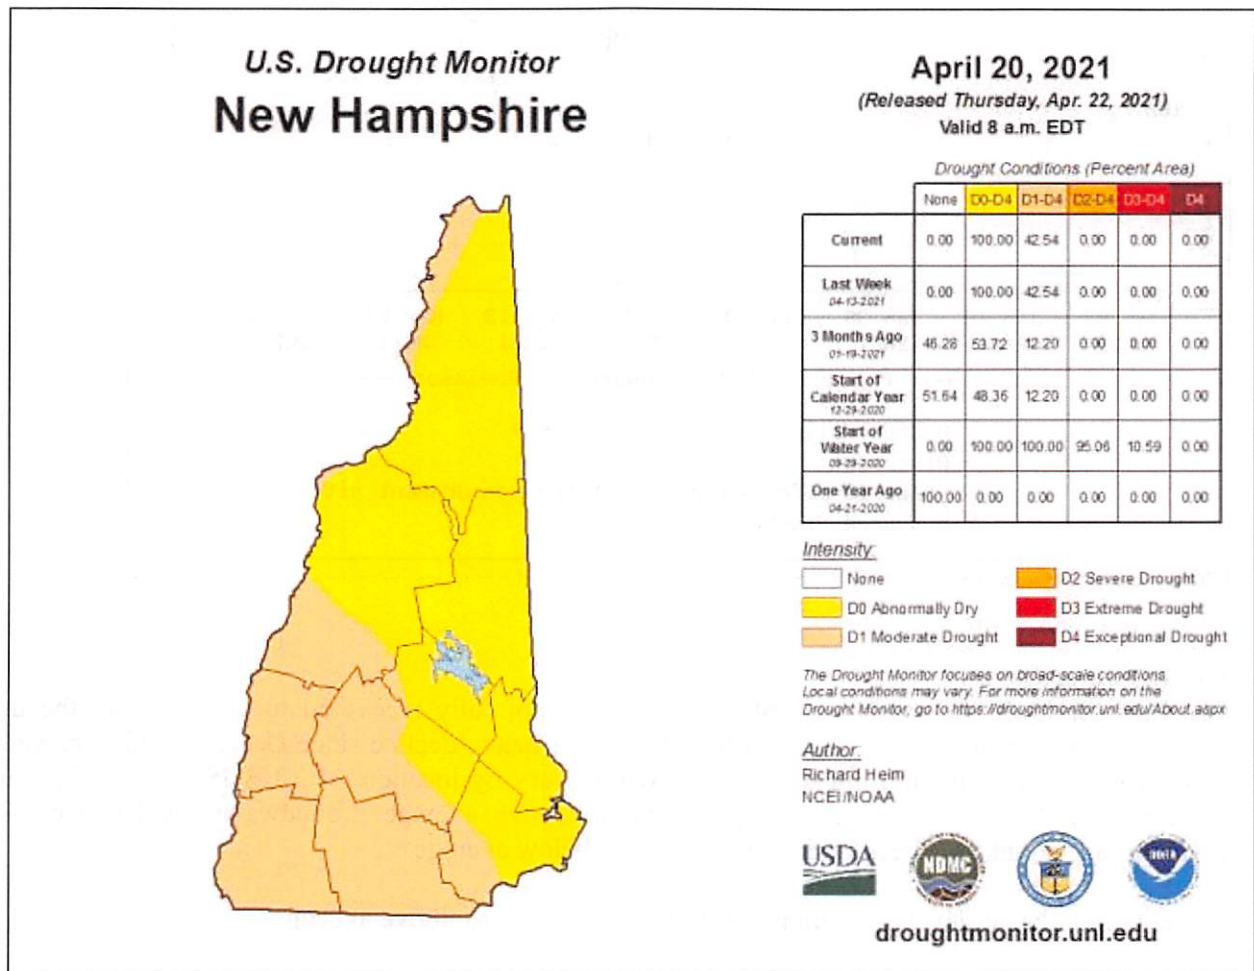 U.S. Drought Monitor
New Hampshire
April 20, 2021
(Released Thursday, Apr. 22, 2021)
Valid 8 a.m. EDT
Drought Conditions (Percent Area)
None D0-D4 D1-D4 D2-D4 D3-D4 D4
Current 0.00 100.00 42.54 0.00 0.00 0.00
Last Week
04-13-2021
0.00 100.00 42.54 0.00 0.00 0.00
3 Months Ago
01-19-2021
46.28 53.72 12.20 0.00 0.00 0.00
Start of
Calendar Year
12-29-2020
51.64 48.36 12.20 0.00 0.00 0.00
Start of
Water Year
09-29-2020
0.00 100.00 100.00 95.06 10.59 0.00
One Year Ago
04-21-2020
100.00 0.00 0.00 0.00 0.00 0.00
Intensity:
None
D0 Abnormally Dry
D1 Moderate Drought
D2 Severe Drought
D3 Extreme Drought
D4 Exceptional Drought
The Drought Monitor focuses on broad-scale conditions.
Local conditions may vary. For more information on the
Drought Monitor, go to https://droughtmonitor.unl.edu/About.aspx
Author:
Richard Heim
NCEI/NOAA
USDA
NDMC
NOAA
droughtmonitor.unl.edu